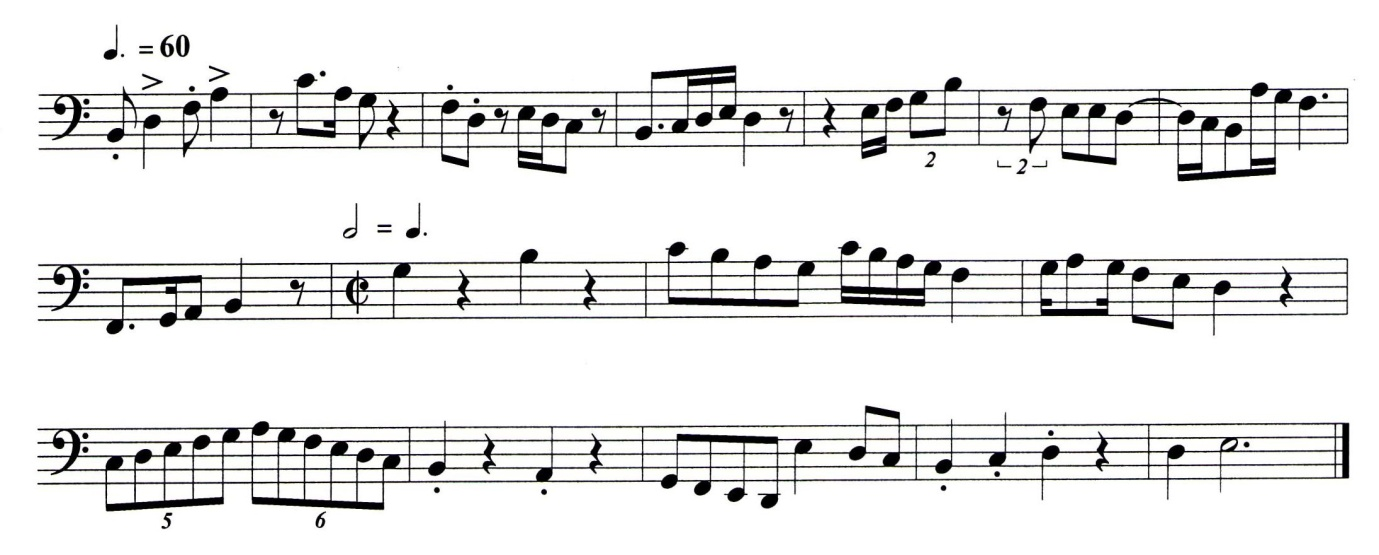 ♩. = 60
2
2
𝅗𝅥 = ♩.
5
6